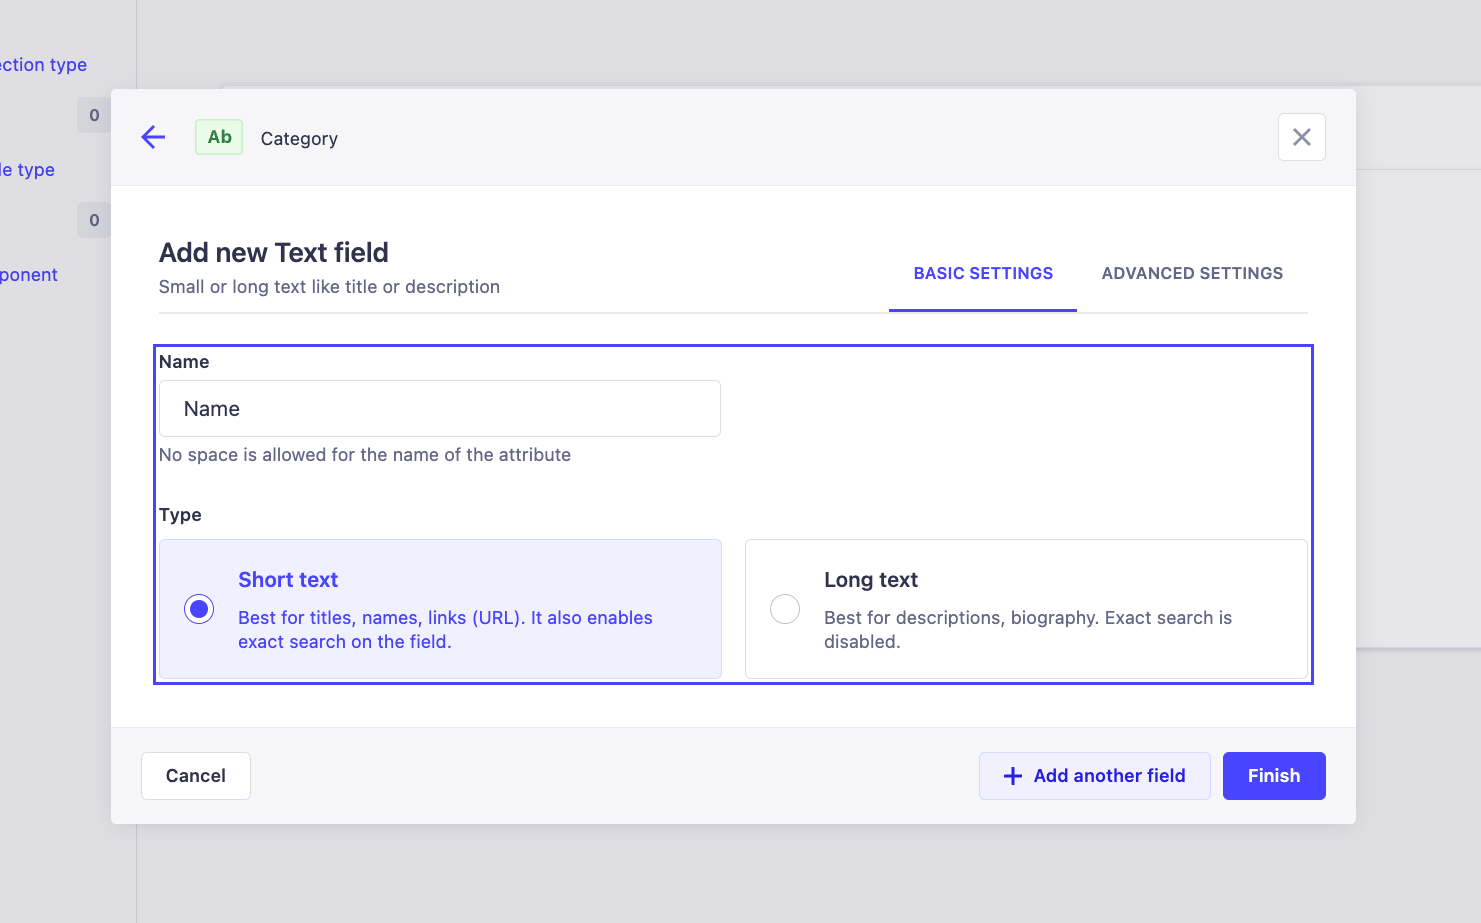 ection type
0
le type
0
ponent
Ab Category
Add new Text field
Small or long text like title or description
BASIC SETTINGS ADVANCED SETTINGS
Name
Name
No space is allowed for the name of the attribute
Type
Short text
Best for titles, names, links (URL). It also enables
exact search on the field.
Long text
Best for descriptions, biography. Exact search is
disabled.
Cancel
Add another field
Finish